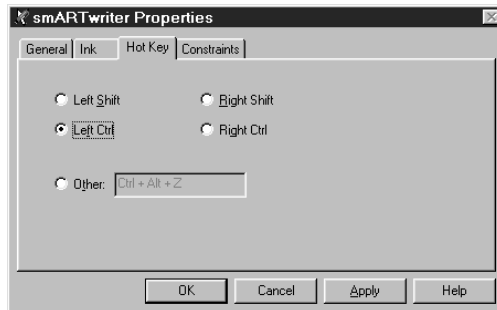 smARTwriter Properties
General Ink Hot Key Constraints
Left Shift Right Shift
Left Ctrl Right Ctrl
Other: Ctrl + Alt + Z
OK Cancel Apply Help